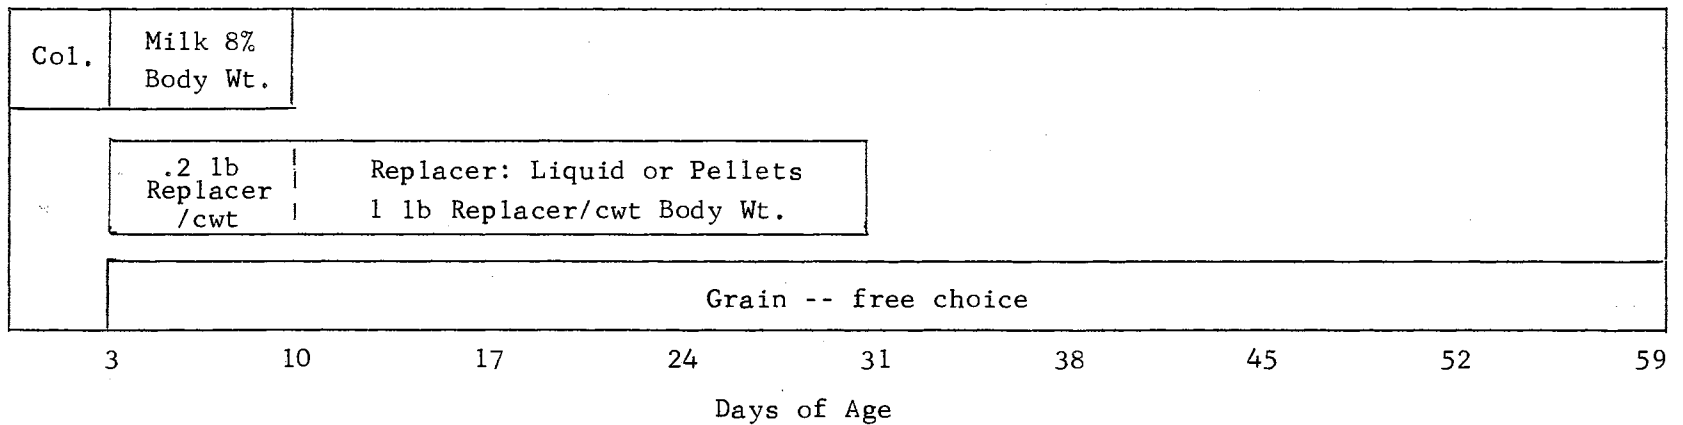 Col.
Milk 8%
Body Wt.
.2 lb
Replacer
/cwt
Replacer: Liquid or Pellets
1 lb Replacer/cwt Body Wt.
Grain -- free choice
3 10 17 24 31 38 45 52 59
Days of Age